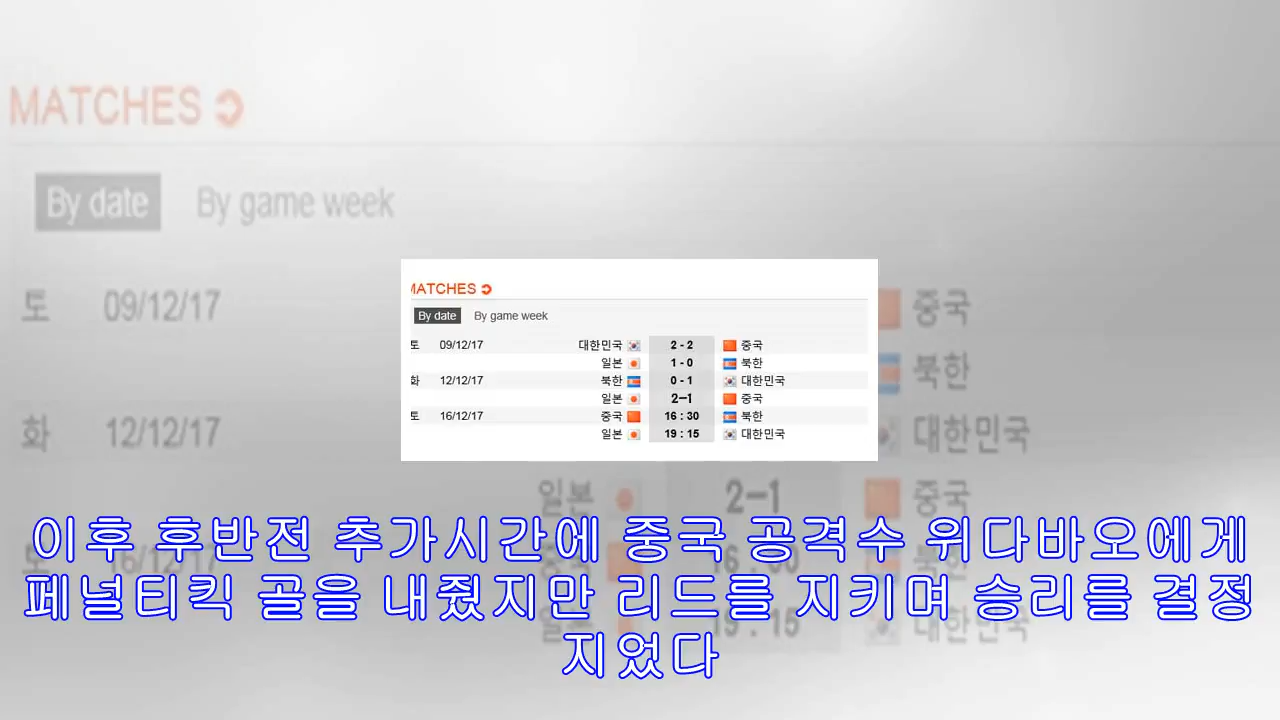 MATCHES
By date By game week
토 09/12/17 대한민국 2 - 2 중국
일본 1 - 0 북한
화 12/12/17 북한 0 - 1 대한민국
일본 2−1 중국
토 16/12/17 중국 16 : 30 북한
일본 19 : 15 대한민국
이후 후반전 추가시간에 중국 공격수 위다바오에게
페널티킥 골을 내줬지만 리드를 지키며 승리를 결정
지었다